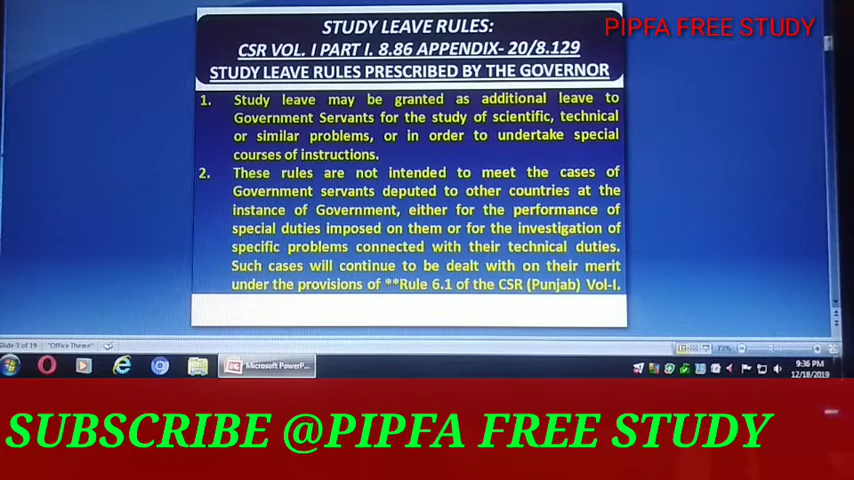 PIPFA FREE STUDY
STUDY LEAVE RULES:
CSR VOL. I PART I. 8.86 APPENDIX- 20/8.129
STUDY LEAVE RULES PRESCRIBED BY THE GOVERNOR
1. Study leave may be granted as additional leave to
Government Servants for the study of scientific, technical
or similar problems, or in order to undertake special
courses of instructions.
2. These rules are not intended to meet the cases of
Government servants deputed to other countries at the
instance of Government, either for the performance of
special duties imposed on them or for the investigation of
specific problems connected with their technical duties.
Such cases will continue to be dealt with on their merit
under the provisions of **Rule 6.1 of the CSR (Punjab) Vol-I.
Slide 3 of 19 "Office Theme" 73%
Microsoft PowerP... 9:36 PM
12/18/2019
SUBSCRIBE @PIPFA FREE STUDY